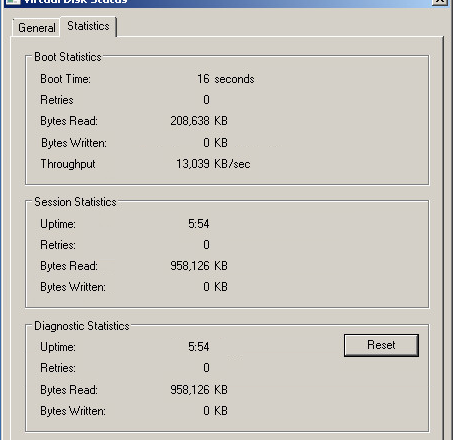 Virtual Disk Status
General Statistics
Boot Statistics
Boot Time: 16 seconds
Retries 0
Bytes Read: 208,638 KB
Bytes Written: 0 KB
Throughput 13,039 KB/sec
Session Statistics
Uptime: 5:54
Retries: 0
Bytes Read: 958,126 KB
Bytes Written: 0 KB
Diagnostic Statistics
Uptime: 5:54 Reset
Retries: 0
Bytes Read: 958,126 KB
Bytes Written: 0 KB